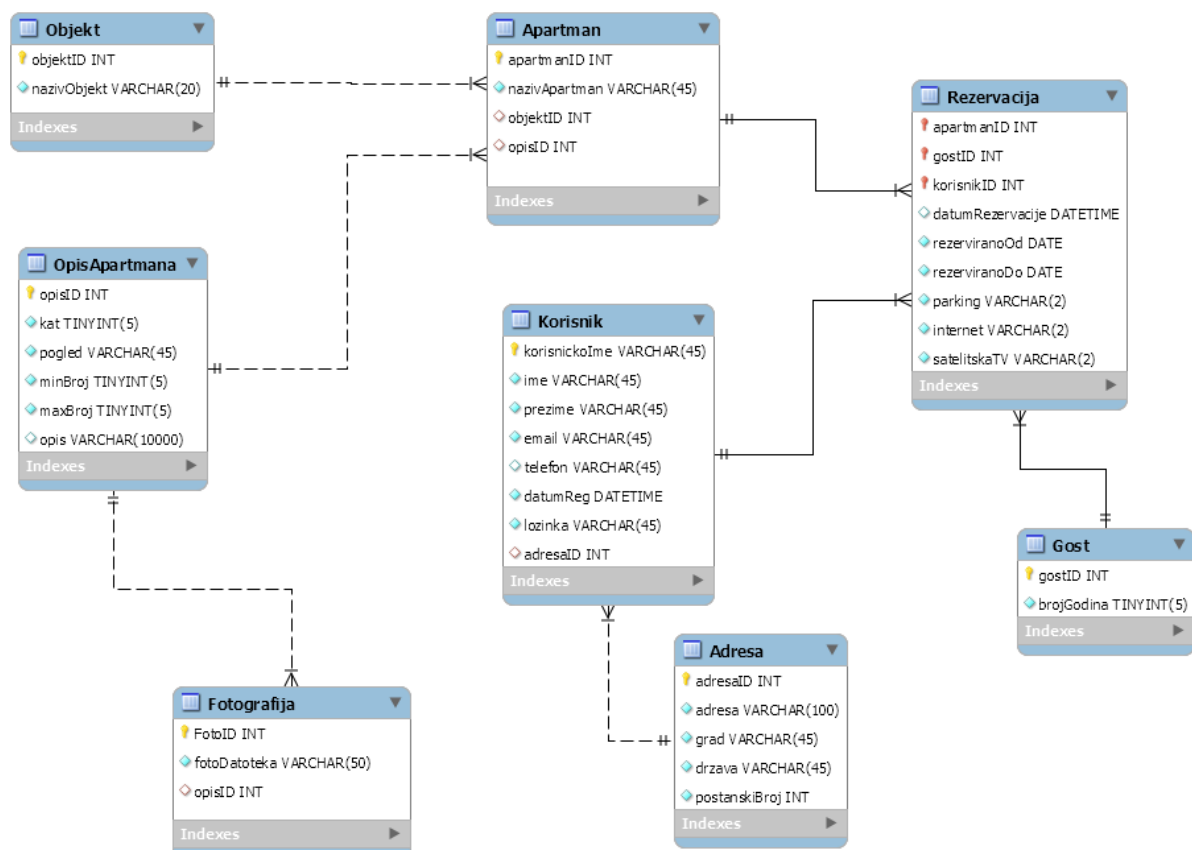 Objekt
objektID INT
nazivObjekt VARCHAR(20)
Indexes
Apartman
apartmanID INT
nazivApartman VARCHAR(45)
objektID INT
opisID INT
Indexes
Rezervacija
apartmanID INT
gostID INT
korisnikID INT
datumRezervacije DATETIME
rezerviranoOd DATE
rezerviranoDo DATE
parking VARCHAR(2)
internet VARCHAR(2)
satelitskaTV VARCHAR(2)
Indexes
OpisApartmana
opisID INT
kat TINYINT(5)
pogled VARCHAR(45)
minBroj TINYINT(5)
maxBroj TINYINT(5)
opis VARCHAR(10000)
Indexes
Korisnik
korisnickoIme VARCHAR(45)
ime VARCHAR(45)
prezime VARCHAR(45)
email VARCHAR(45)
telefon VARCHAR(45)
datumReg DATETIME
lozinka VARCHAR(45)
adresaID INT
Indexes
Gost
gostID INT
brojGodina TINYINT(5)
Indexes
Adresa
adresaID INT
adresa VARCHAR(100)
grad VARCHAR(45)
drzava VARCHAR(45)
postanskiBroj INT
Indexes
Fotografija
FotoID INT
fotoDatoteka VARCHAR(50)
opisID INT
Indexes